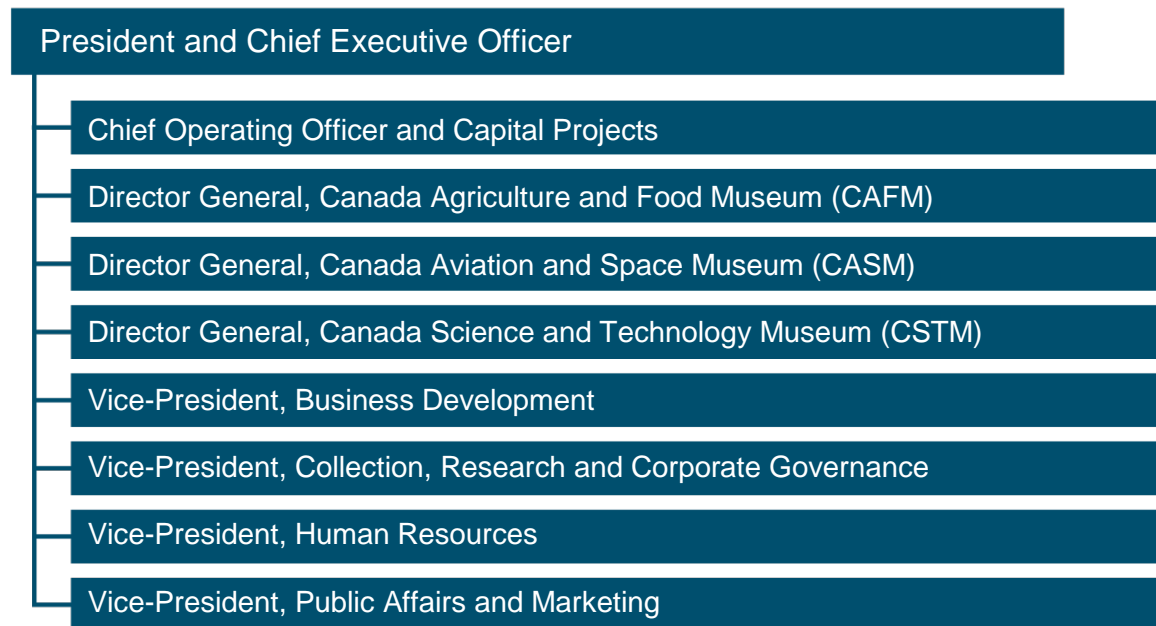 President and Chief Executive Officer
Chief Operating Officer and Capital Projects
Director General, Canada Agriculture and Food Museum (CAFM)
Director General, Canada Aviation and Space Museum (CASM)
Director General, Canada Science and Technology Museum (CSTM)
Vice-President, Business Development
Vice-President, Collection, Research and Corporate Governance
Vice-President, Human Resources
Vice-President, Public Affairs and Marketing